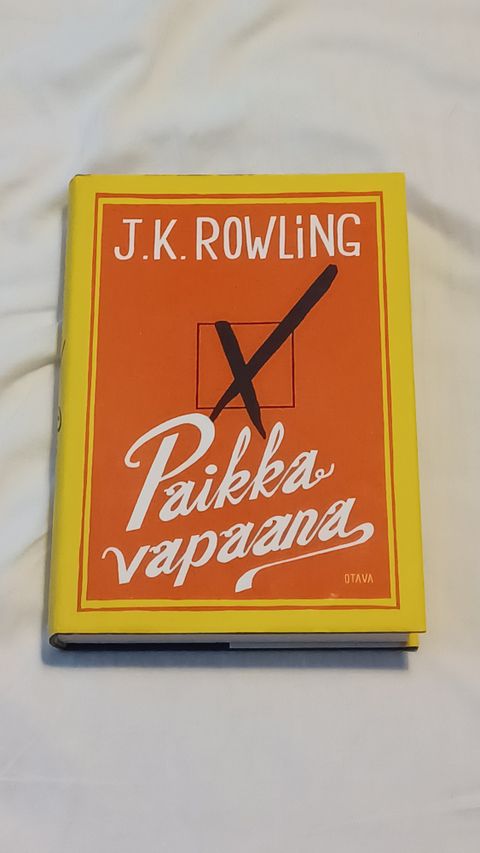 J.K. ROWLiNG
Paikka
vapaana
OTAVA